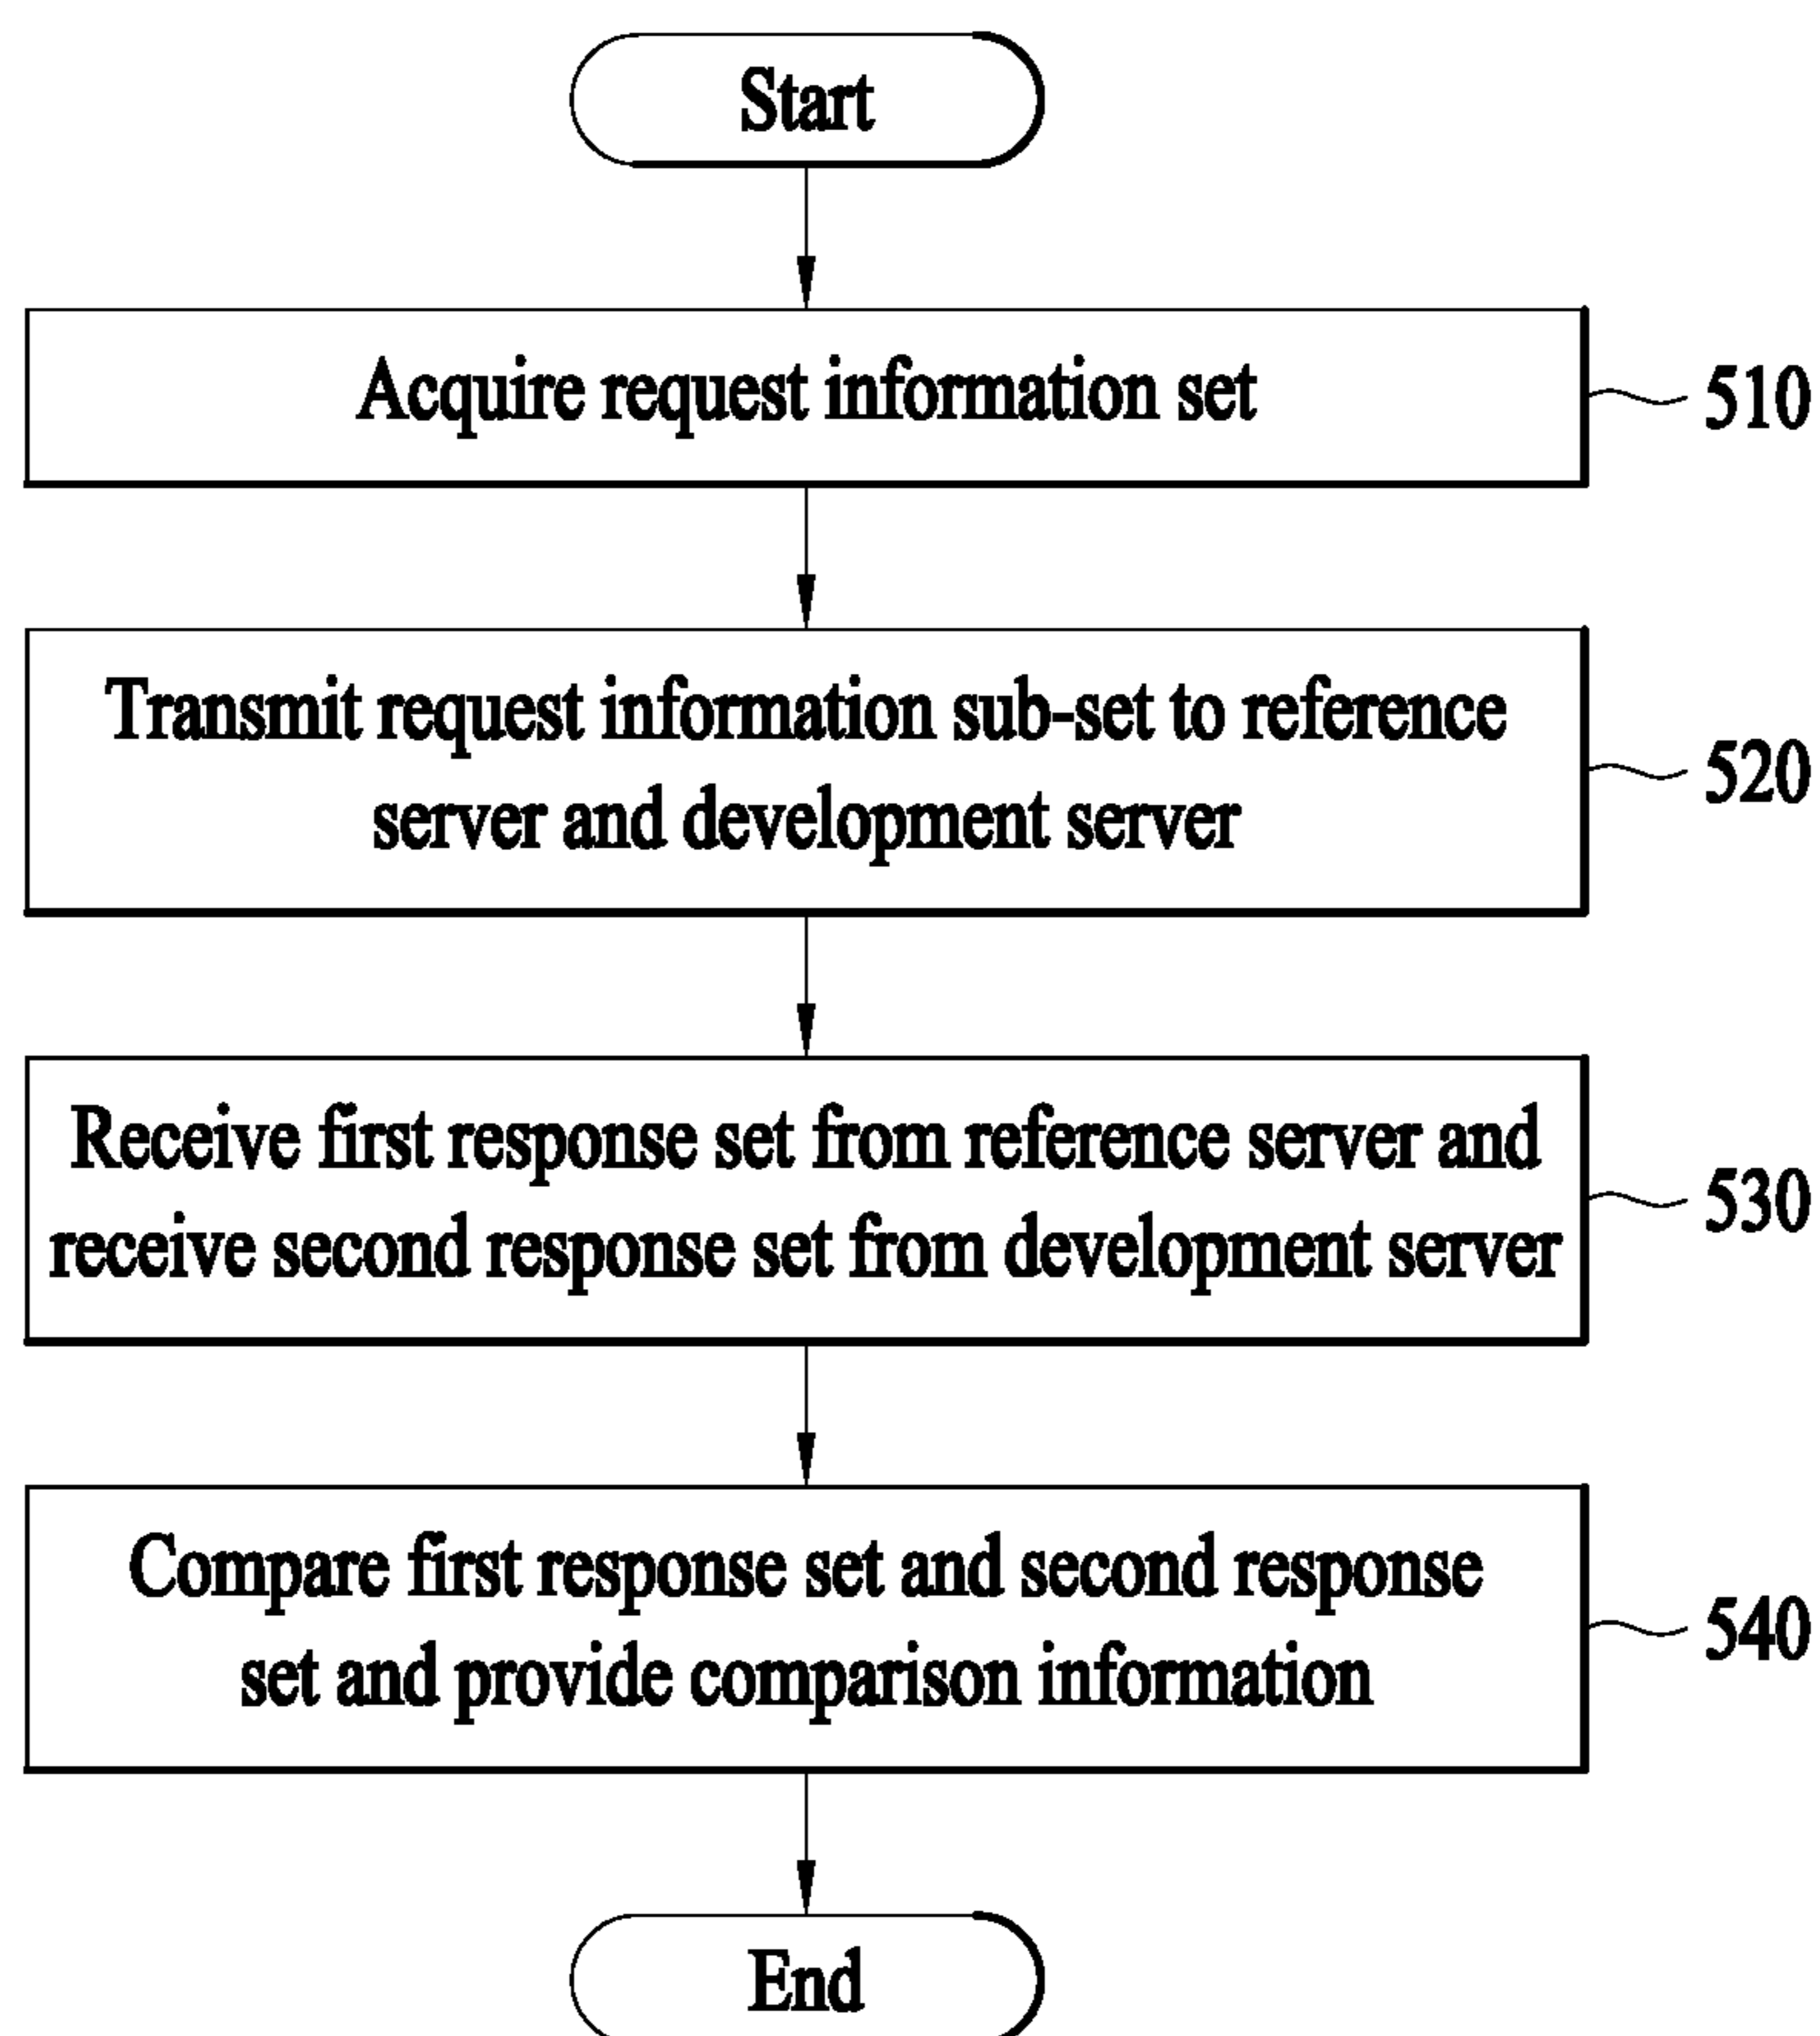 Start
Acquire request information set
510
Transmit request information sub-set to reference
server and development server
520
Receive first response set from reference server and
receive second response set from development server
530
Compare first response set and second response
set and provide comparison information
540
End